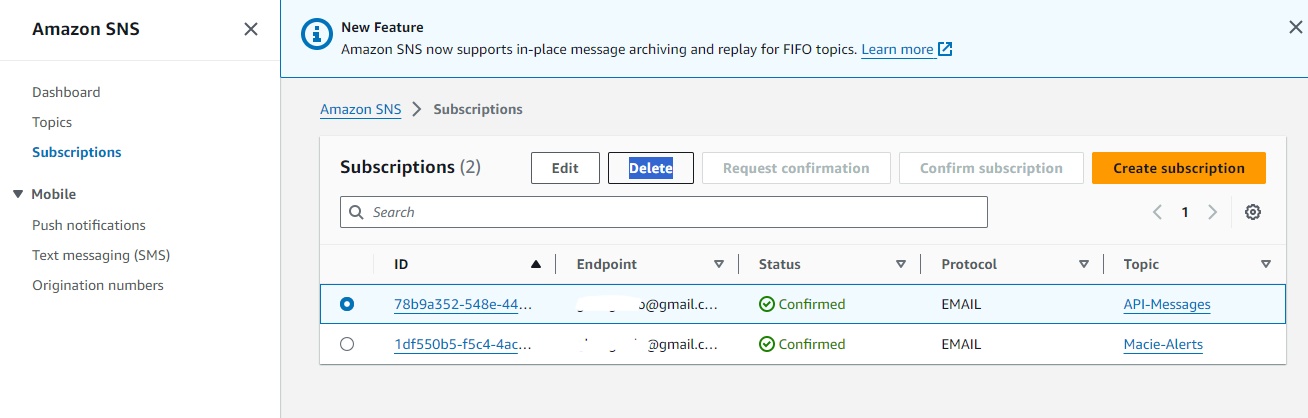 Amazon SNS
New Feature
Amazon SNS now supports in-place message archiving and replay for FIFO topics. Learn more
Dashboard
Topics
Subscriptions
Mobile
Push notifications
Text messaging (SMS)
Origination numbers
Amazon SNS > Subscriptions
Subscriptions (2) Edit Delete Request confirmation Confirm subscription Create subscription
Search 1
ID Endpoint Status Protocol Topic
78b9a352-548e-44... @gmail.c... Confirmed EMAIL API-Messages
1df550b5-f5c4-4ac... @gmail.c... Confirmed EMAIL Macie-Alerts